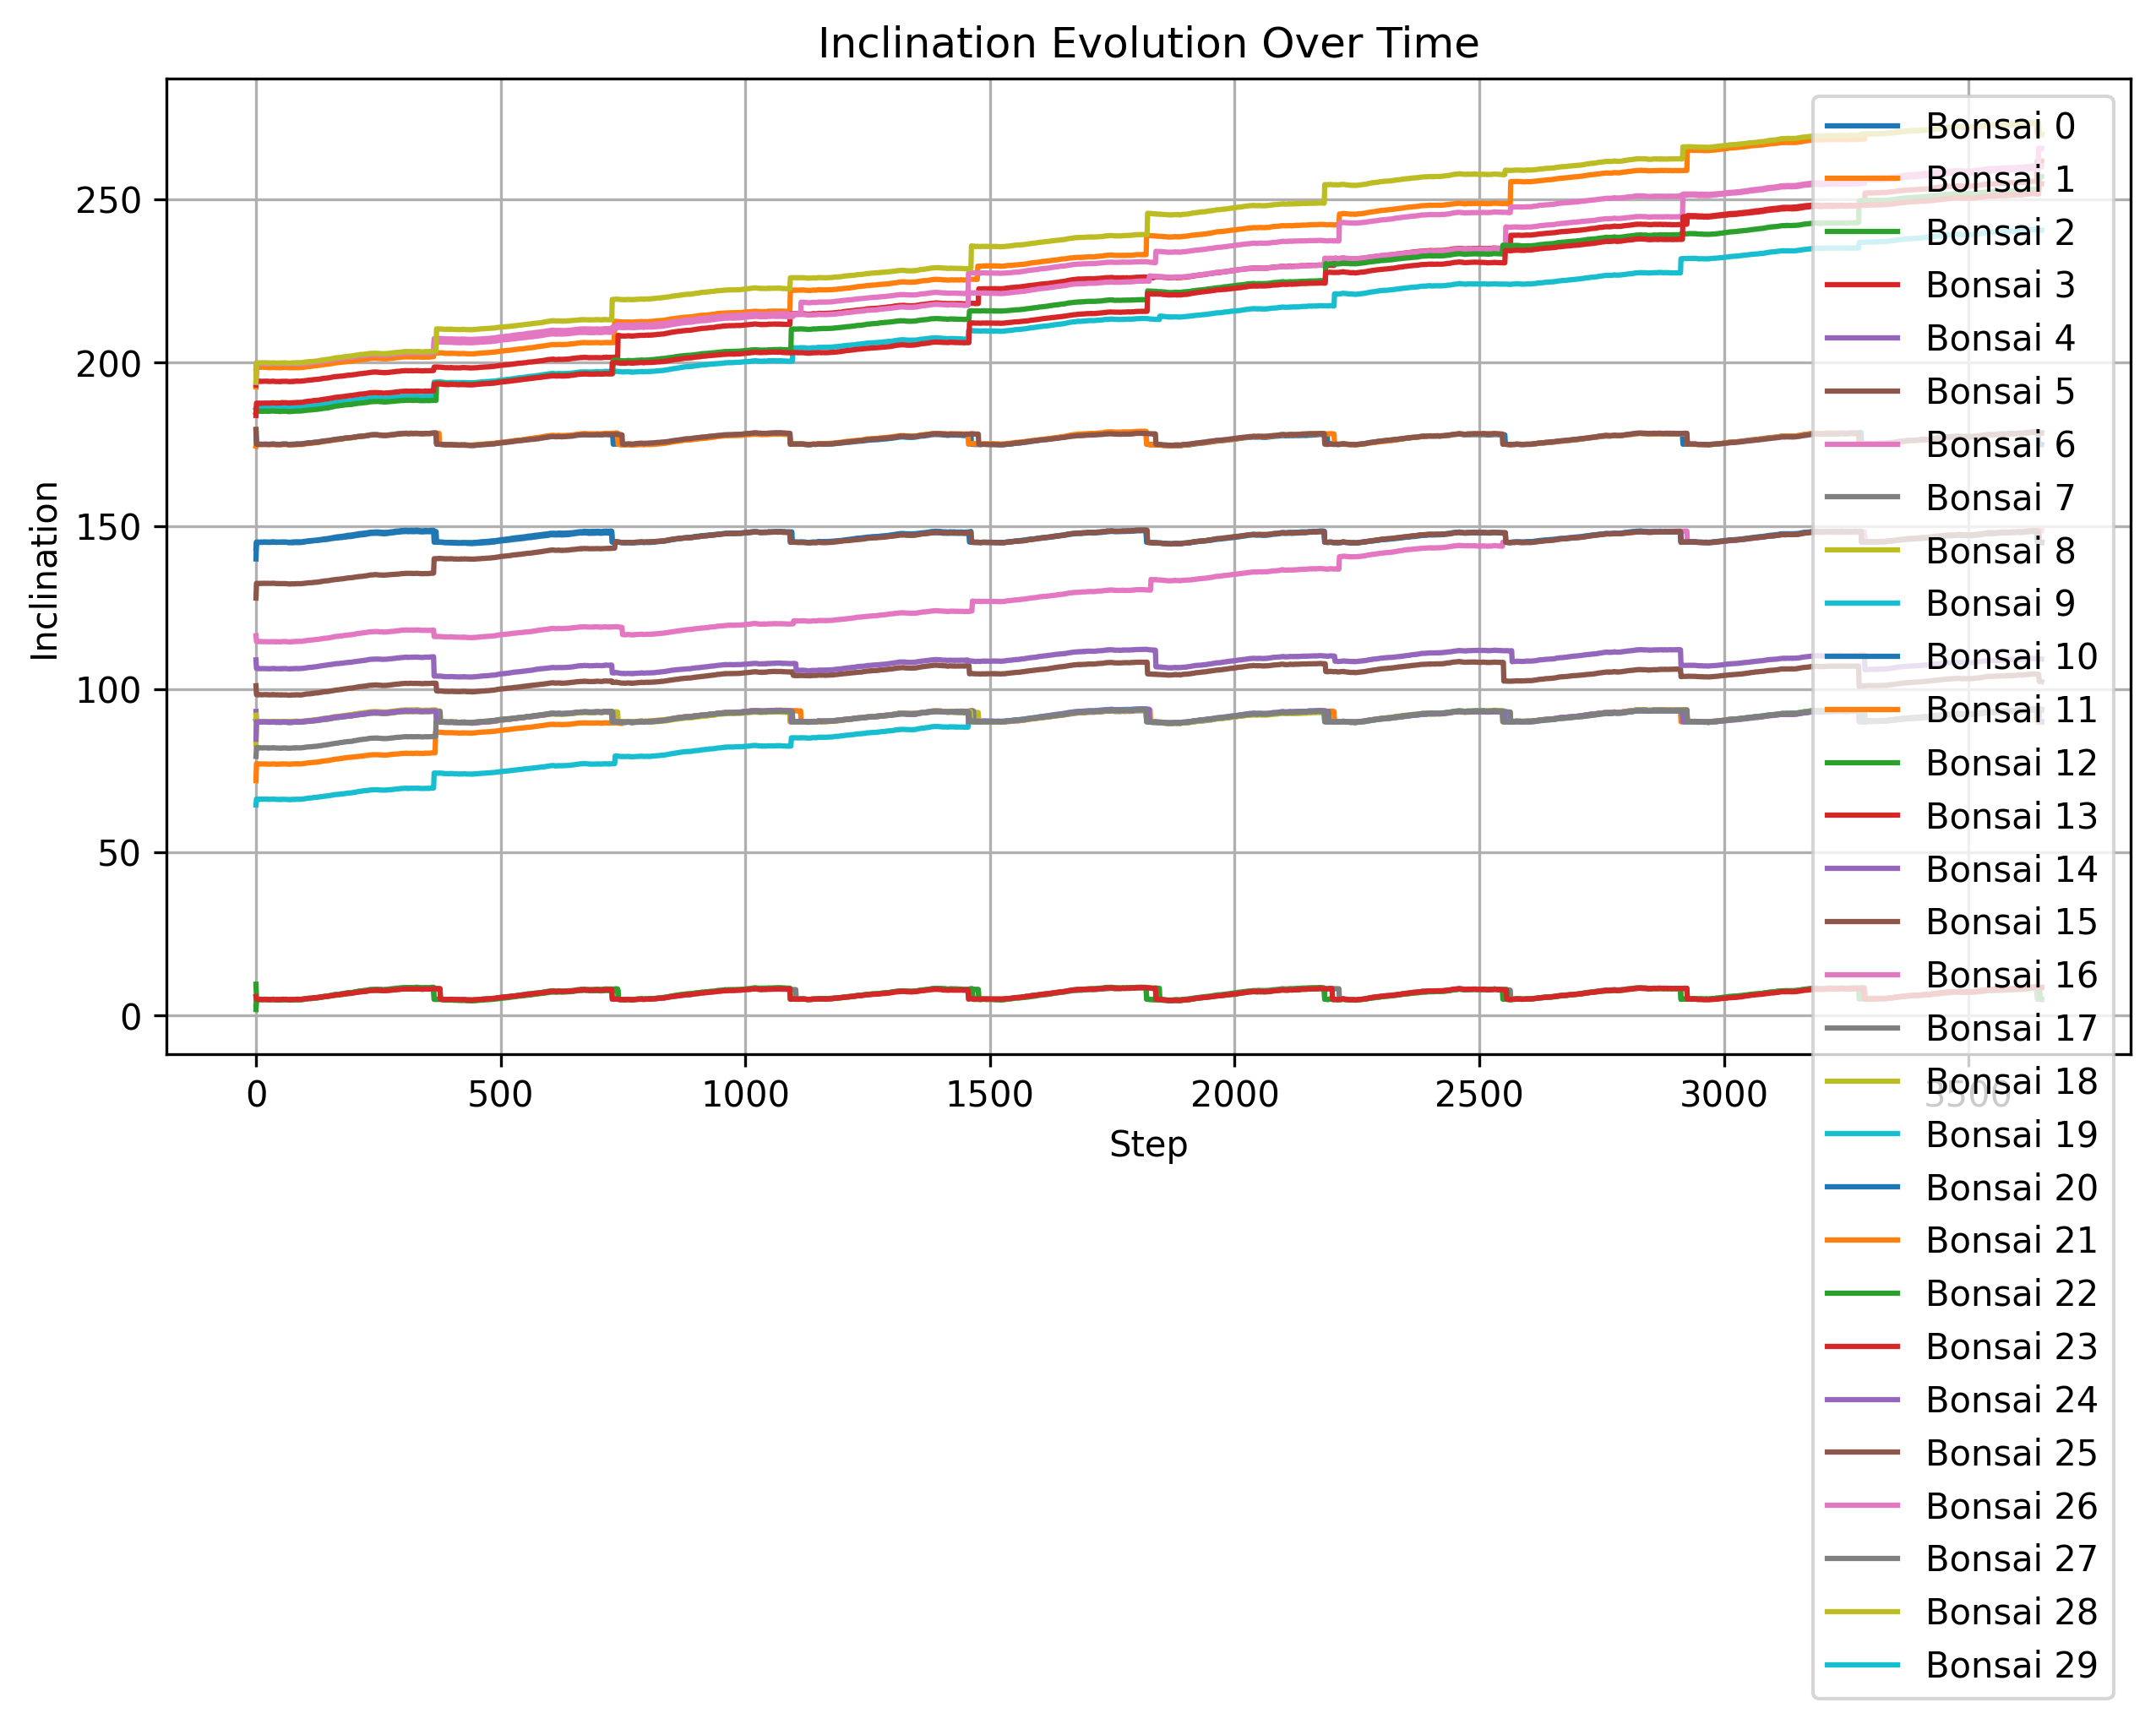 Inclination Evolution Over Time
Inclination
250
200
150
100
50
0
0 500 1000 1500 2000 2500 3000 3500
Step
Bonsai 0
Bonsai 1
Bonsai 2
Bonsai 3
Bonsai 4
Bonsai 5
Bonsai 6
Bonsai 7
Bonsai 8
Bonsai 9
Bonsai 10
Bonsai 11
Bonsai 12
Bonsai 13
Bonsai 14
Bonsai 15
Bonsai 16
Bonsai 17
Bonsai 18
Bonsai 19
Bonsai 20
Bonsai 21
Bonsai 22
Bonsai 23
Bonsai 24
Bonsai 25
Bonsai 26
Bonsai 27
Bonsai 28
Bonsai 29